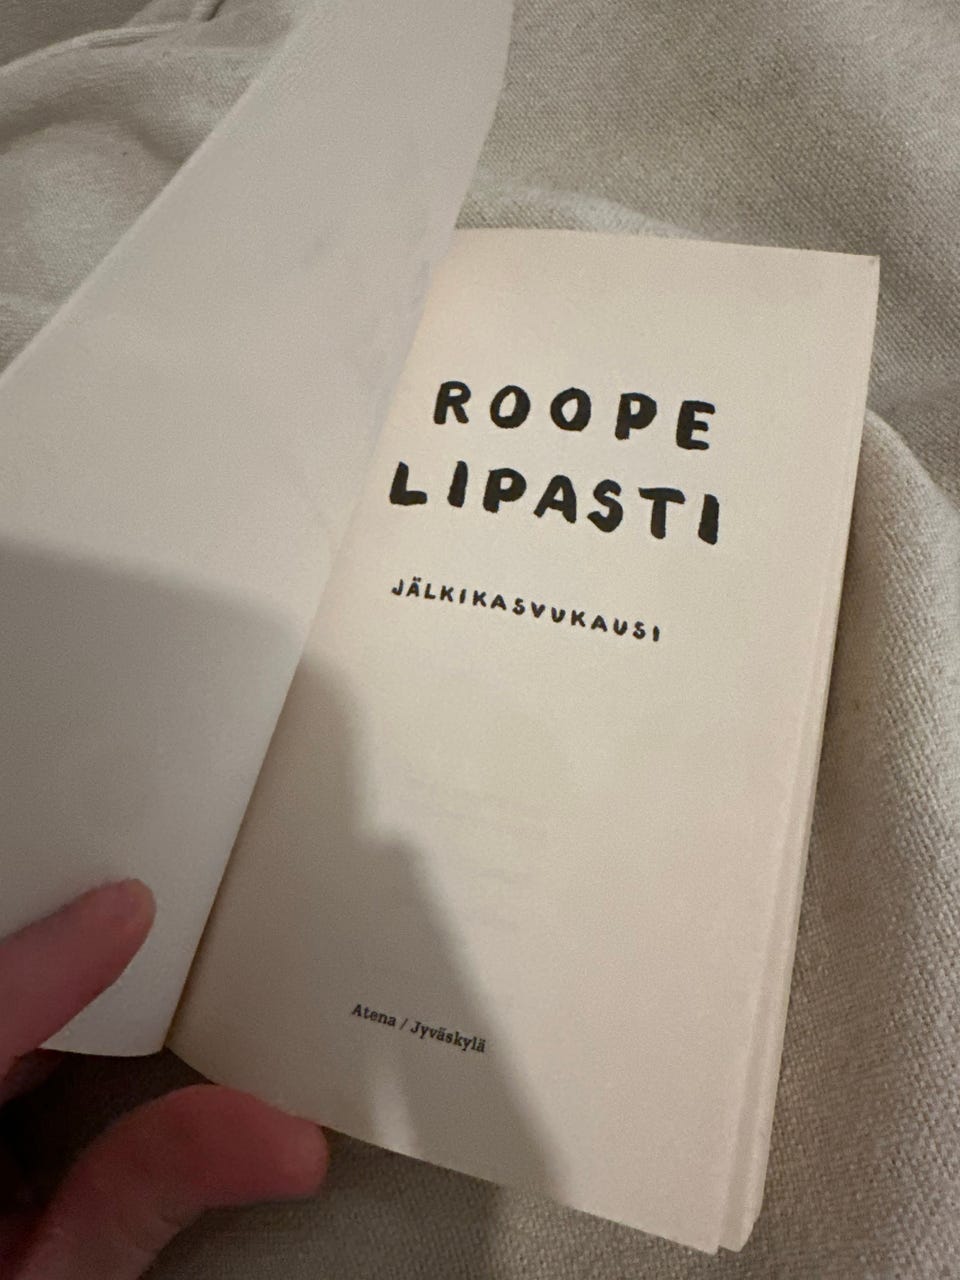 ROOPE
LIPASTI
JÄLKIKASVUKAUSI
Atena / Jyväskylä